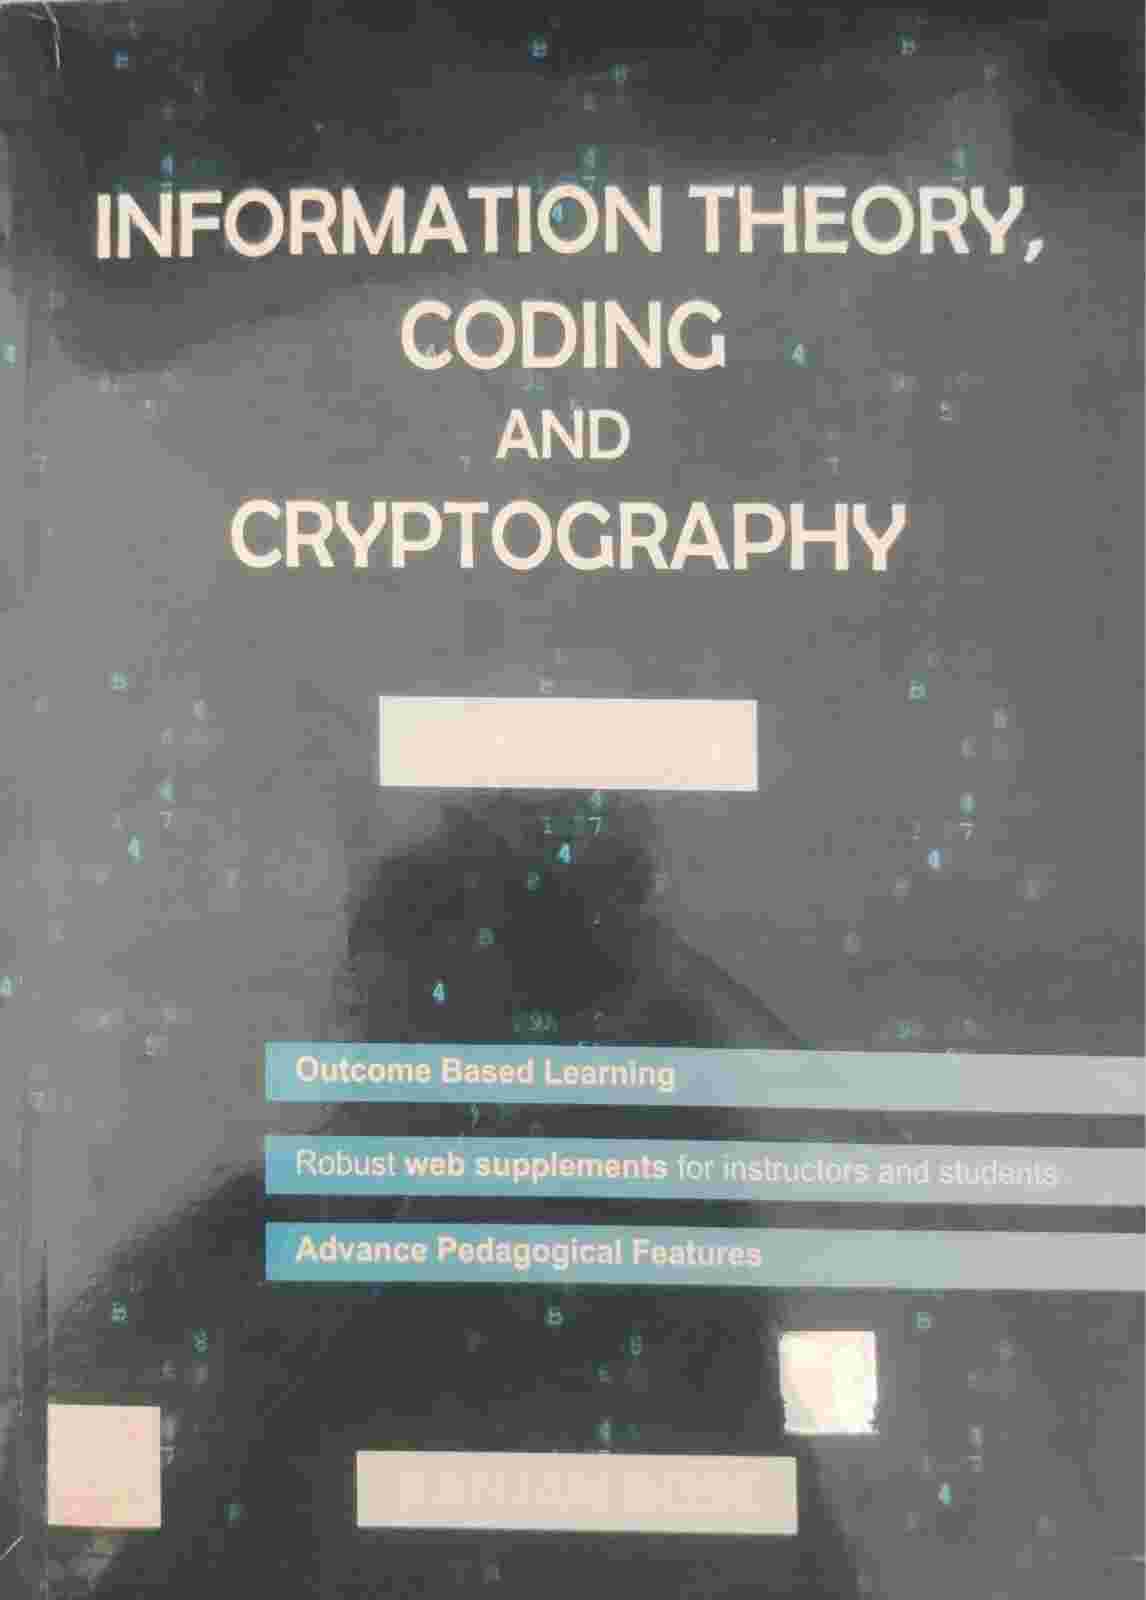 INFORMATION THEORY,
CODING
AND
CRYPTOGRAPHY
Outcome Based Learning
Robust web supplements for instructors and students
Advance Pedagogical Features